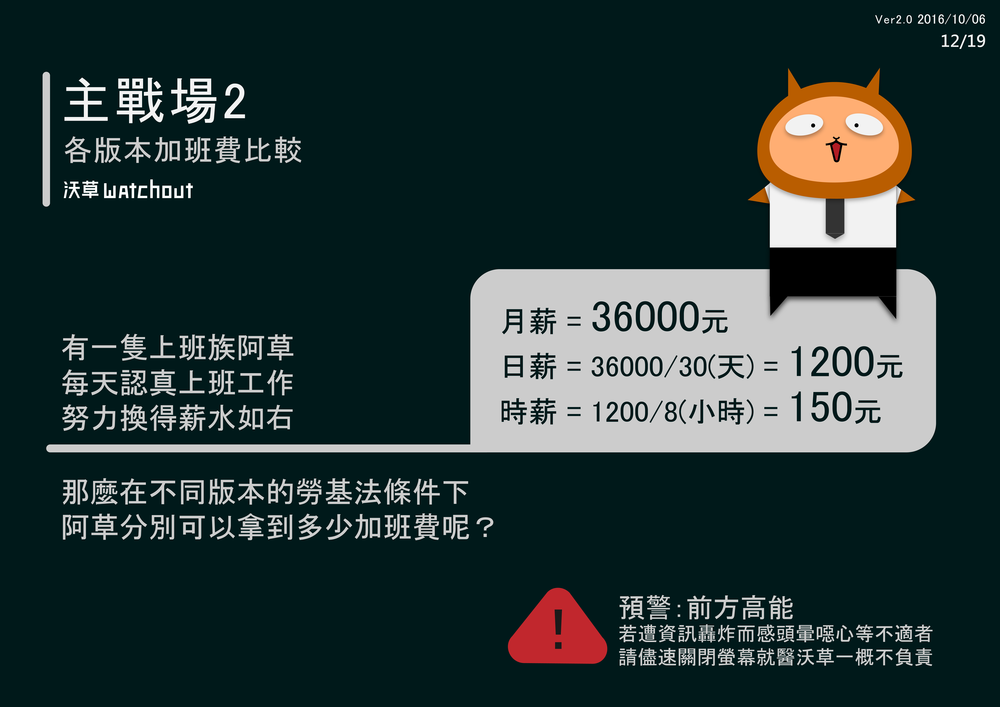 Ver2.0 2016/10/06
12/19
主戰場2
各版本加班費比較
沃草 watchout
月薪 = 36000元
日薪 = 36000/30(天) = 1200元
時薪 = 1200/8(小時) = 150元
有一隻上班族阿草
每天認真上班工作
努力換得薪水如右
那麼在不同版本的勞基法條件下
阿草分別可以拿到多少加班費呢？
!
預警:前方高能
若遭資訊轟炸而感頭暈噁心等不適者
請儘速關閉螢幕就醫沃草一概不負責